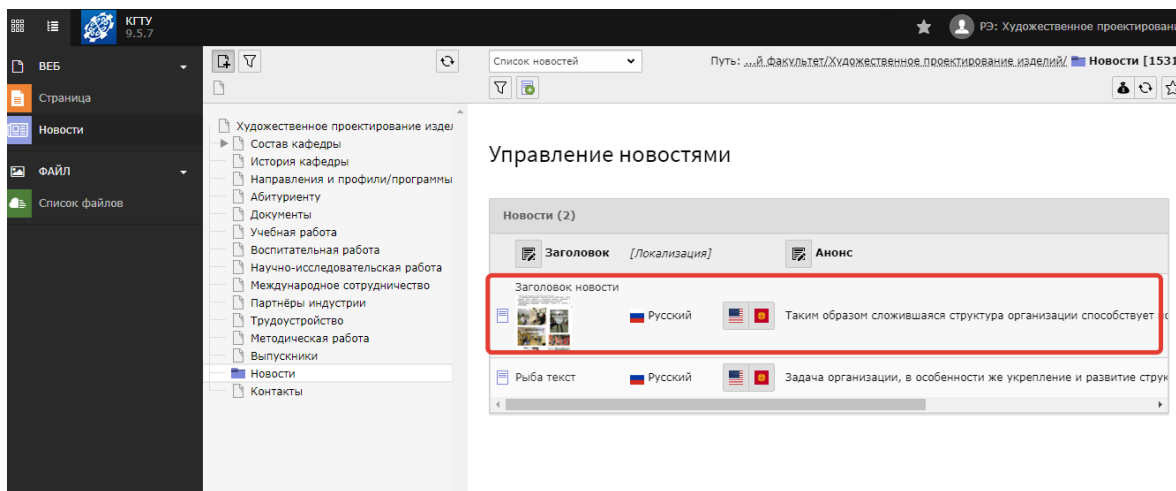 КГТУ
9.5.7
РЭ: Художественное проектирован
ВЕБ
Страница
Новости
ФАЙЛ
Список файлов
Художественное проектирование издел
Состав кафедры
История кафедры
Направления и профили/программы
Абитуриенту
Документы
Учебная работа
Воспитательная работа
Научно-исследовательская работа
Международное сотрудничество
Партнёры индустрии
Трудоустройство
Методическая работа
Выпускники
Новости
Контакты
Список новостей
Путь: ...й факультет/Художественное проектирование изделий/ Новости [1531
Управление новостями
Новости (2)
Заголовок [Локализация] Анонс
Заголовок новости
Русский Таким образом сложившаяся структура организации способствует
Рыба текст Русский Задача организации, в особенности же укрепление и развитие струк